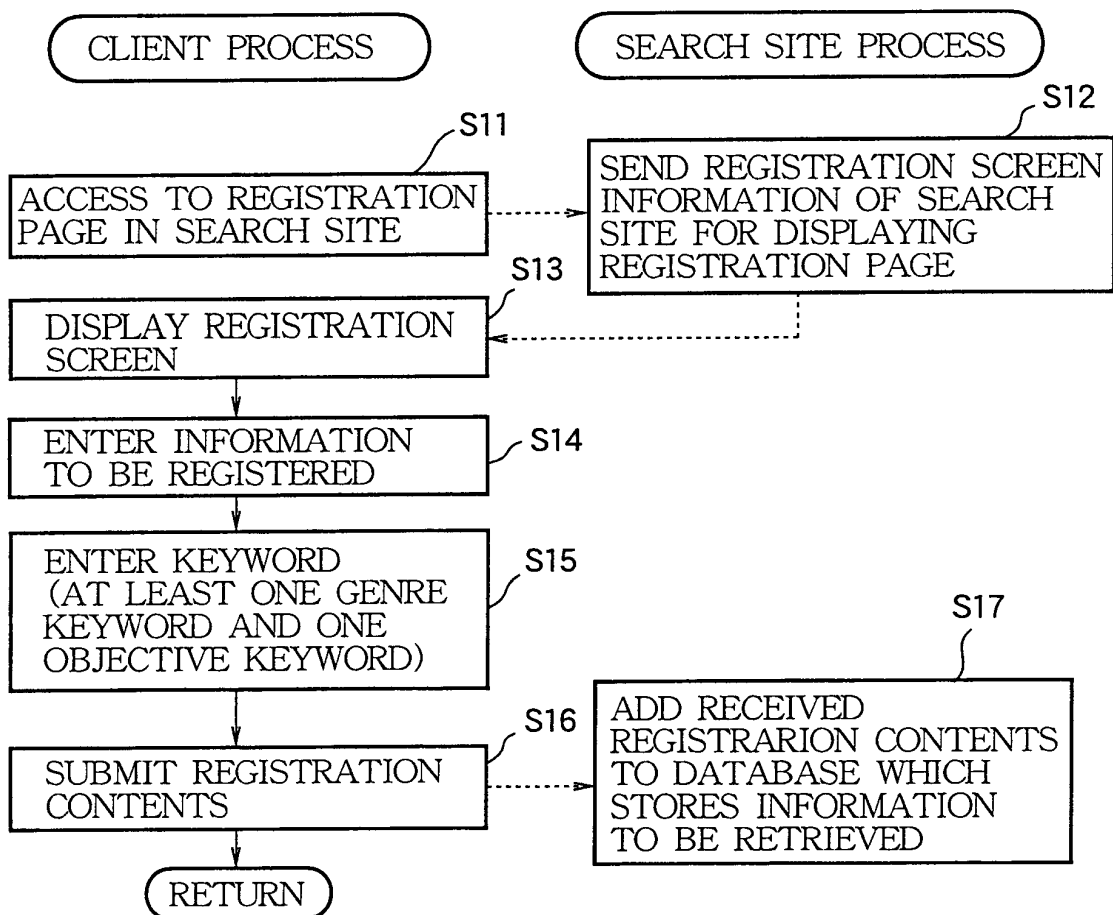 CLIENT PROCESS
SEARCH SITE PROCESS
S11
ACCESS TO REGISTRATION
PAGE IN SEARCH SITE
S12
SEND REGISTRATION SCREEN
INFORMATION OF SEARCH
SITE FOR DISPLAYING
REGISTRATION PAGE
S13
DISPLAY REGISTRATION
SCREEN
S14
ENTER INFORMATION
TO BE REGISTERED
S15
ENTER KEYWORD
(AT LEAST ONE GENRE
KEYWORD AND ONE
OBJECTIVE KEYWORD)
S16
SUBMIT REGISTRATION
CONTENTS
S17
ADD RECEIVED
REGISTRARION CONTENTS
TO DATABASE WHICH
STORES INFORMATION
TO BE RETRIEVED
RETURN